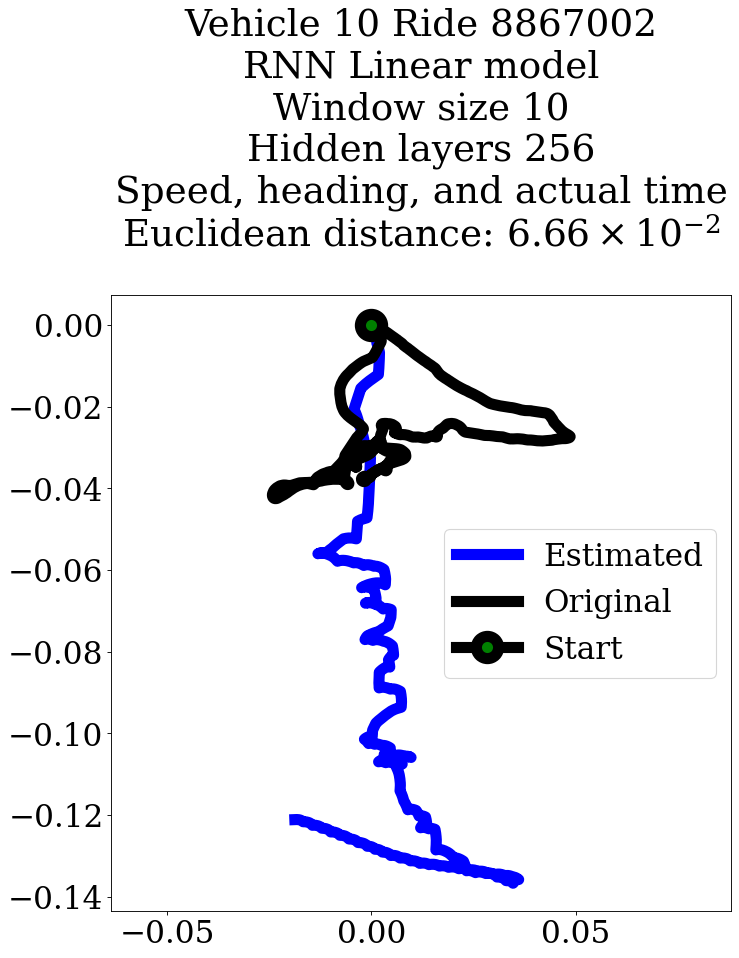 Vehicle 10 Ride 8867002
RNN Linear model
Window size 10
Hidden layers 256
Speed, heading, and actual time
Euclidean distance: 6.66 × 10⁻²
0.00
−0.02
−0.04
−0.06
−0.08
−0.10
−0.12
−0.14
Estimated
Original
Start
−0.05
0.00
0.05